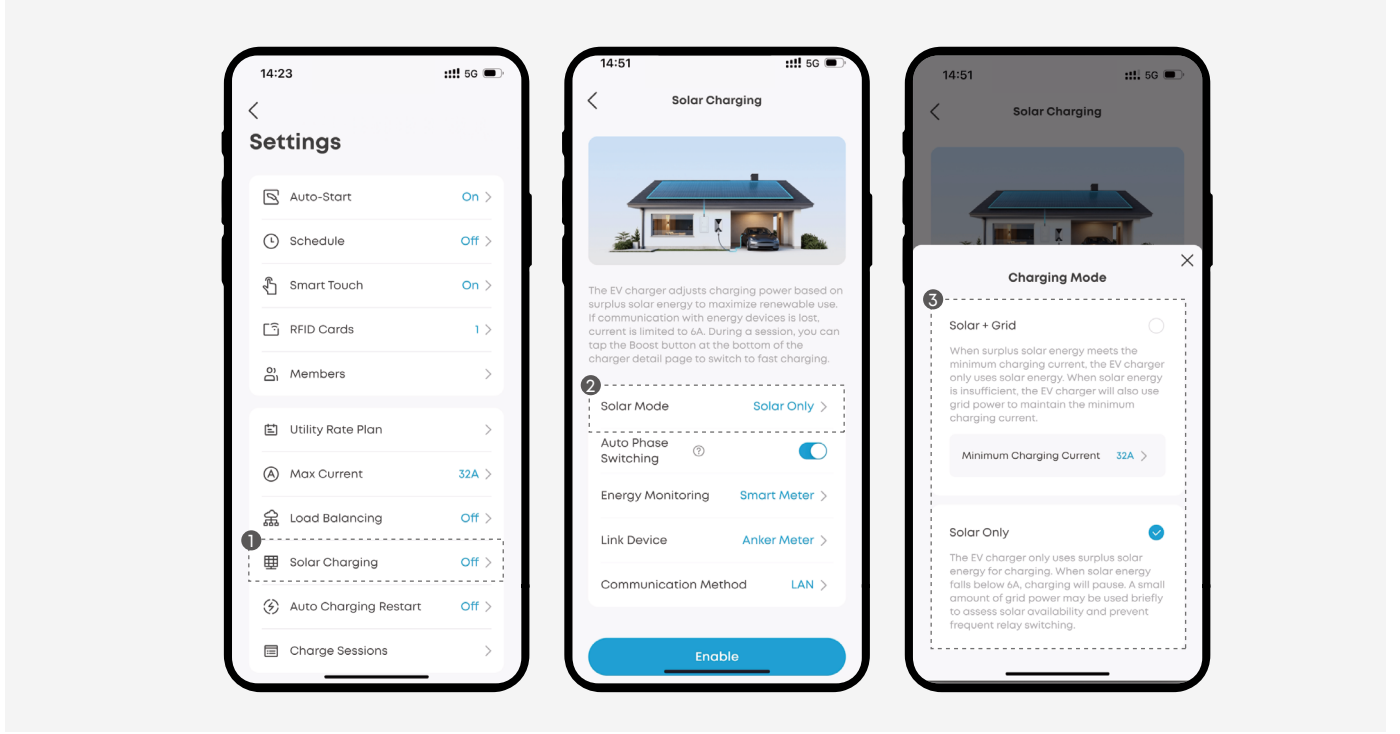 14:23
5G
Settings
Auto-Start On
Schedule Off
Smart Touch On
RFID Cards 1
Members
Utility Rate Plan
Max Current 32A
Load Balancing Off
1
Solar Charging Off
Auto Charging Restart Off
Charge Sessions
14:51
5G
Solar Charging
The EV charger adjusts charging power based on
surplus solar energy to maximize renewable use.
If communication with energy devices is lost,
current is limited to 6A. During a session, you can
tap the Boost button at the bottom of the
charger detail page to switch to fast charging.
2
Solar Mode Solar Only
Auto Phase
Switching ?
Energy Monitoring Smart Meter
Link Device Anker Meter
Communication Method LAN
Enable
14:51
5G
Solar Charging
Charging Mode
3
Solar + Grid
When surplus solar energy meets the
minimum charging current, the EV charger
only uses solar energy. When solar energy
is insufficient, the EV charger will also use
grid power to maintain the minimum
charging current.
Minimum Charging Current 32A
Solar Only
The EV charger only uses surplus solar
energy for charging. When solar energy
falls below 6A, charging will pause. A small
amount of grid power may be used briefly
to assess solar availability and prevent
frequent relay switching.